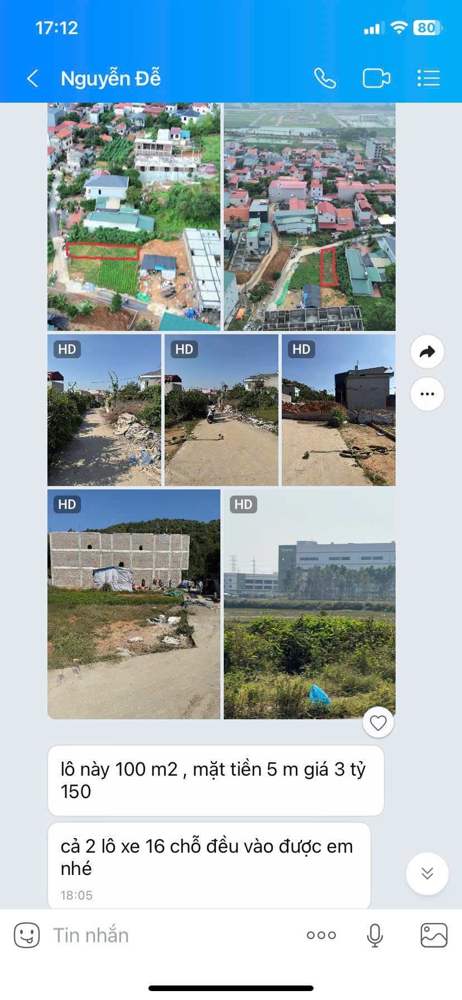 17:12
80
Nguyễn Đễ
HD
HD
HD
HD
HD
lô này 100 m2 , mặt tiền 5 m giá 3 tỷ
150
cả 2 lô xe 16 chỗ đều vào được em
nhé
18:05
Tin nhắn